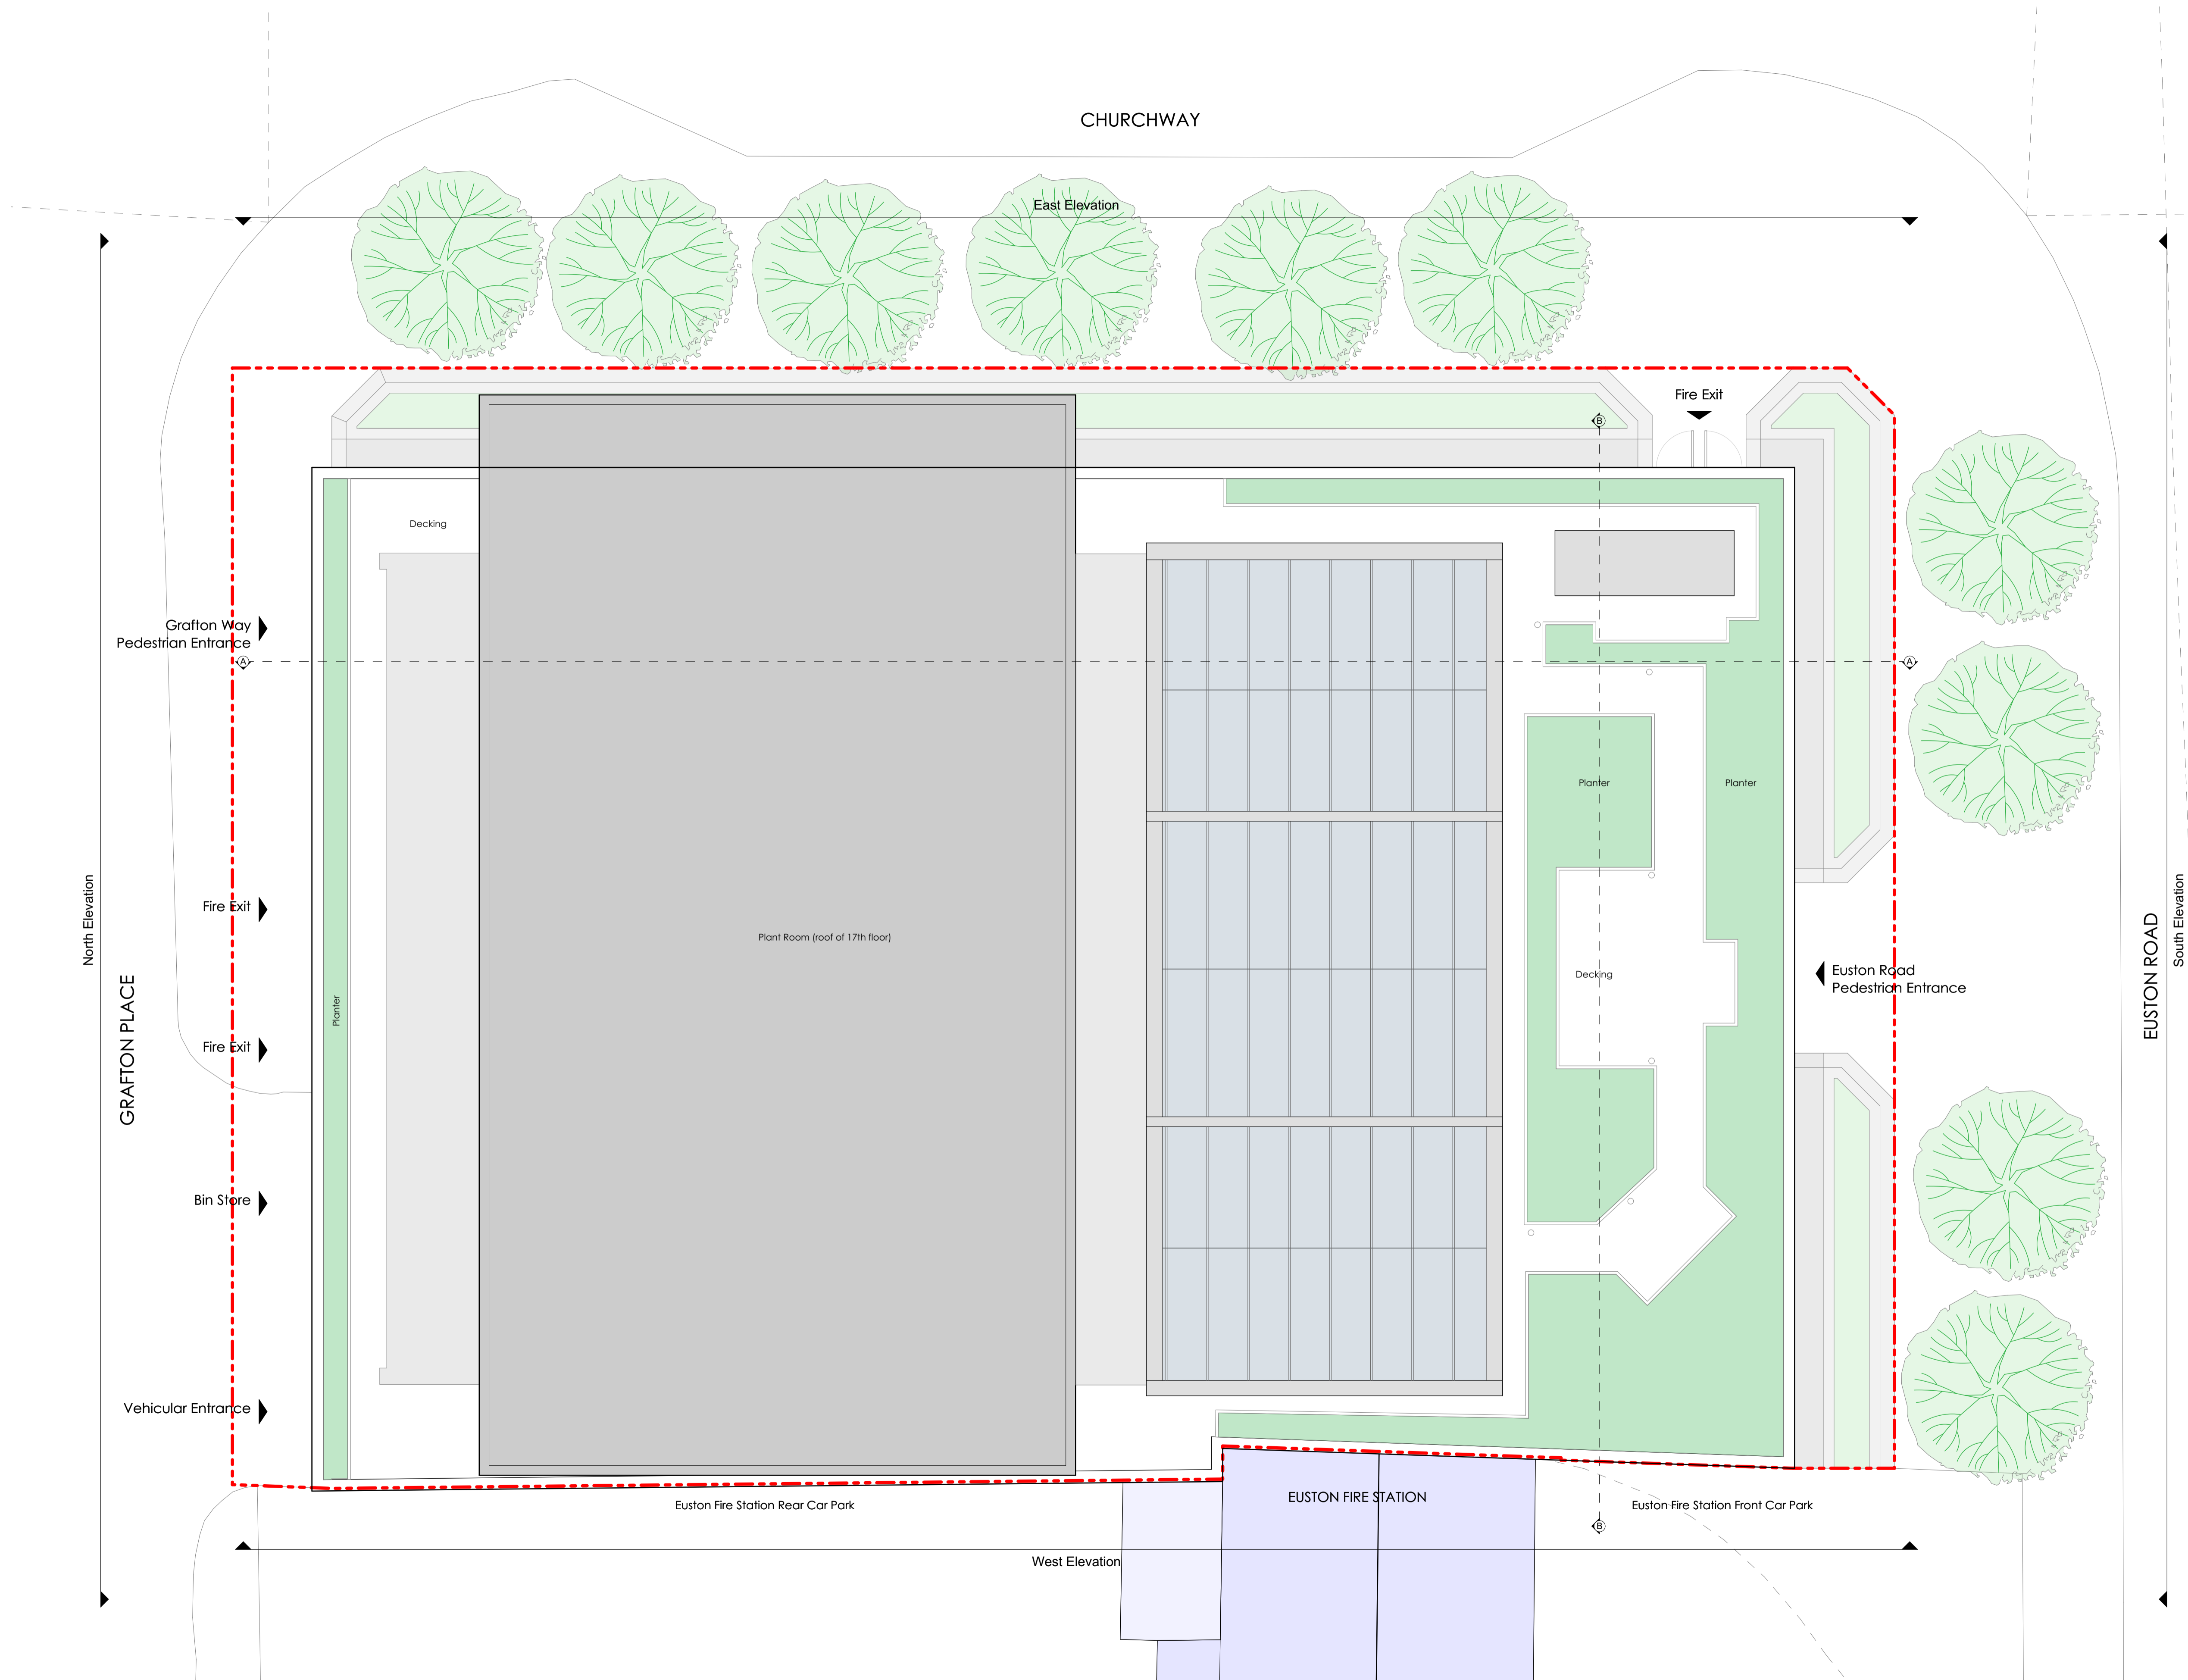 CHURCHWAY
East Elevation
Fire Exit
B
Decking
Grafton Way
Pedestrian Entrance
A
A
Planter
Planter
North Elevation
Fire Exit
Plant Room (roof of 17th floor)
Decking
Euston Road
Pedestrian Entrance
EUSTON ROAD
South Elevation
GRAFTON PLACE
Planter
Fire Exit
Bin Store
Vehicular Entrance
Euston Fire Station Rear Car Park
EUSTON FIRE STATION
Euston Fire Station Front Car Park
B
West Elevation